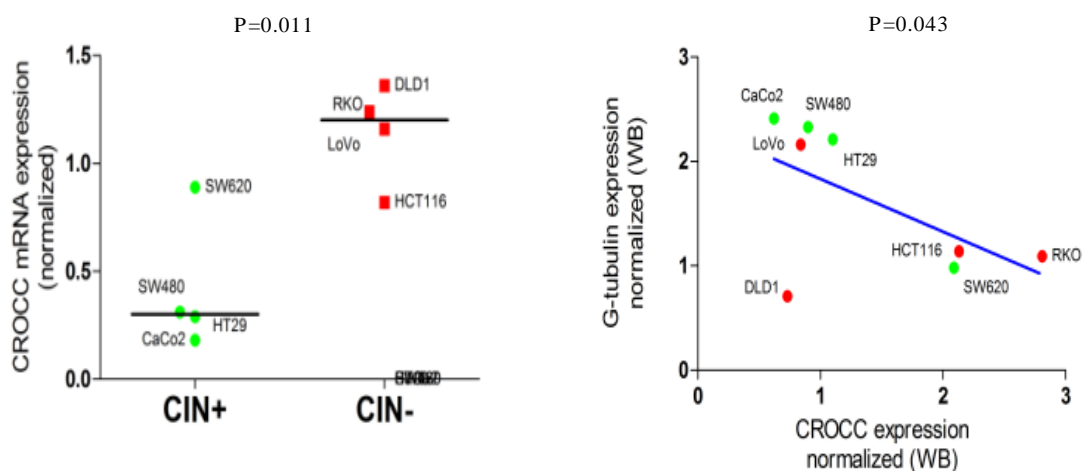 P=0.011
CROCC mRNA expression
(normalized)
1.5
1.0
0.5
0.0
DLD1
RKO
LoVo
HCT116
SW620
SW480
HT29
CaCo2
CIN+
CIN-
P=0.043
G-tubulin expression
normalized (WB)
3
2
1
0
CaCo2
SW480
LoVo
HT29
HCT116
RKO
SW620
DLD1
0
1
2
3
CROCC expression
normalized (WB)